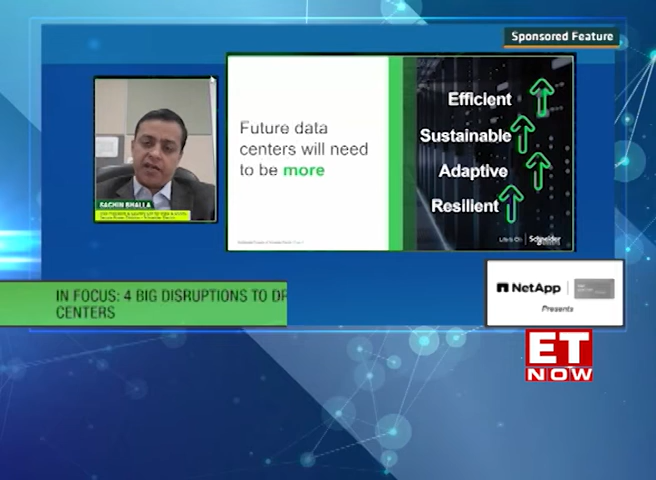 Sponsored Feature
Future data
centers will need
to be more
Efficient
Sustainable
Adaptive
Resilient
Life Is On
Schneider
SACHIN BHALLA
IN FOCUS: 4 BIG DISRUPTIONS TO
CENTERS
NetApp
Presents
ET
NOW